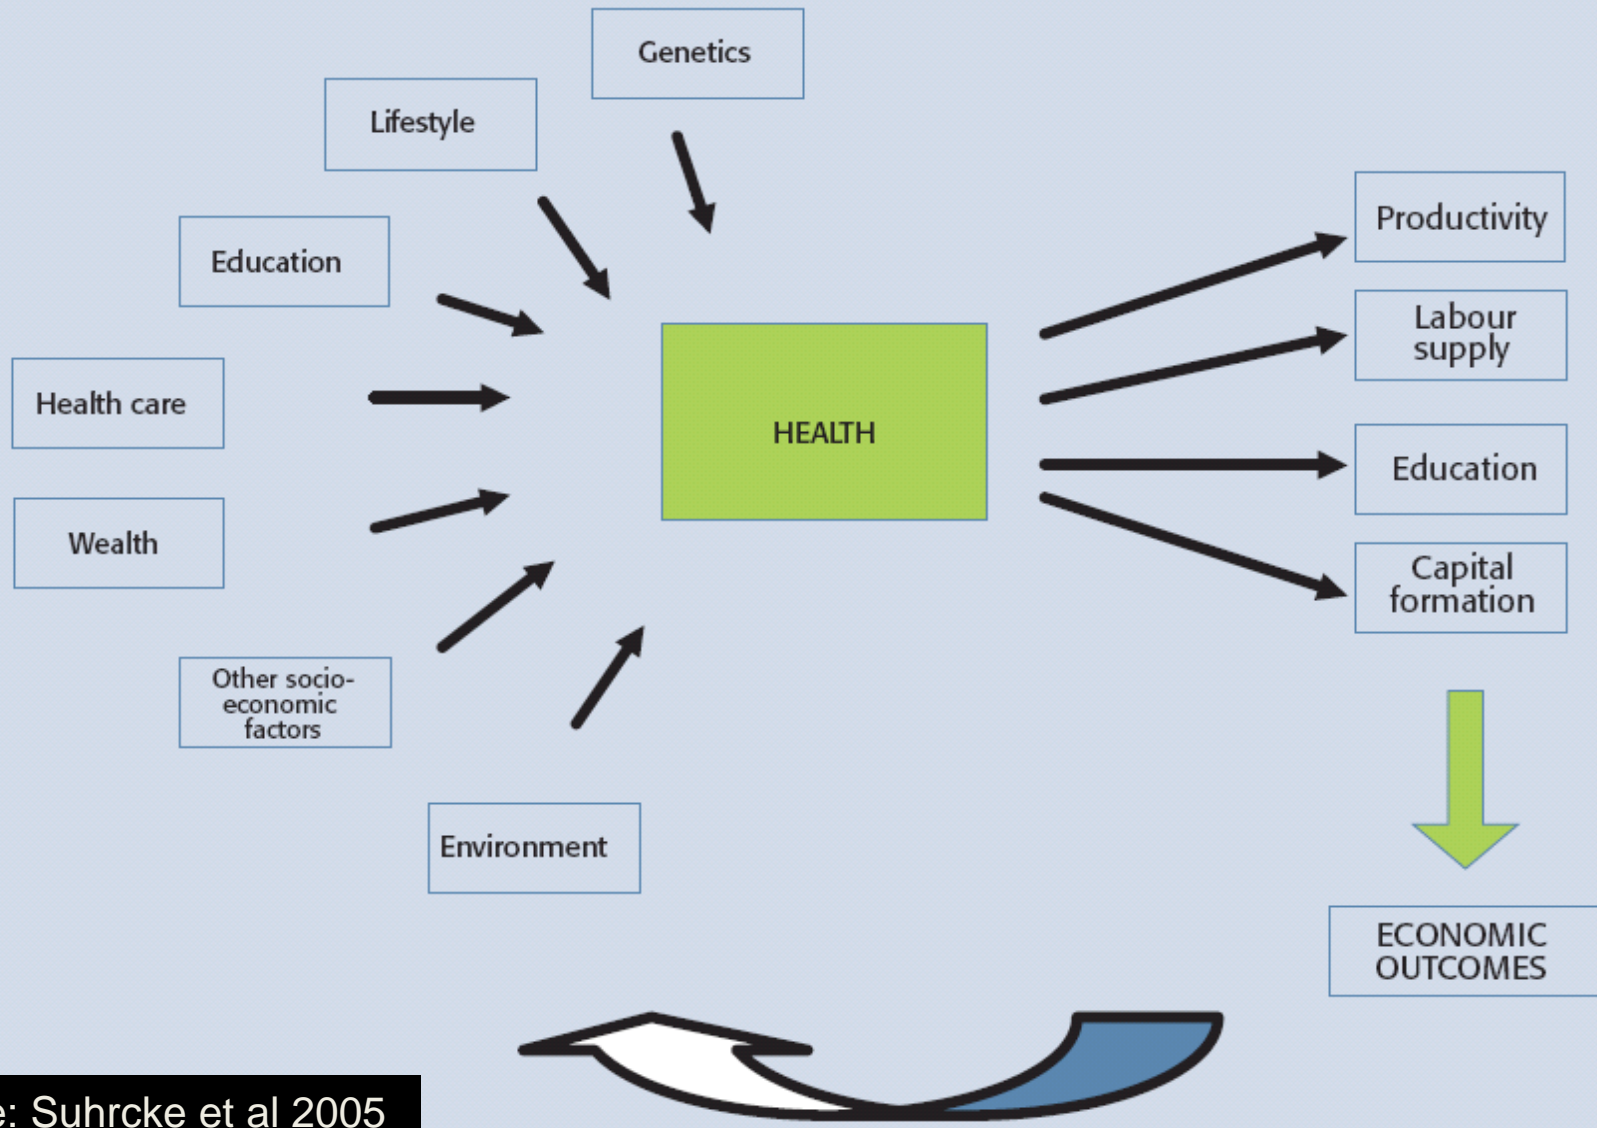 Genetics
Lifestyle
Education
Health care
Wealth
Other socio-
economic
factors
Environment
HEALTH
Productivity
Labour
supply
Education
Capital
formation
ECONOMIC
OUTCOMES
e: Suhrcke et al 2005